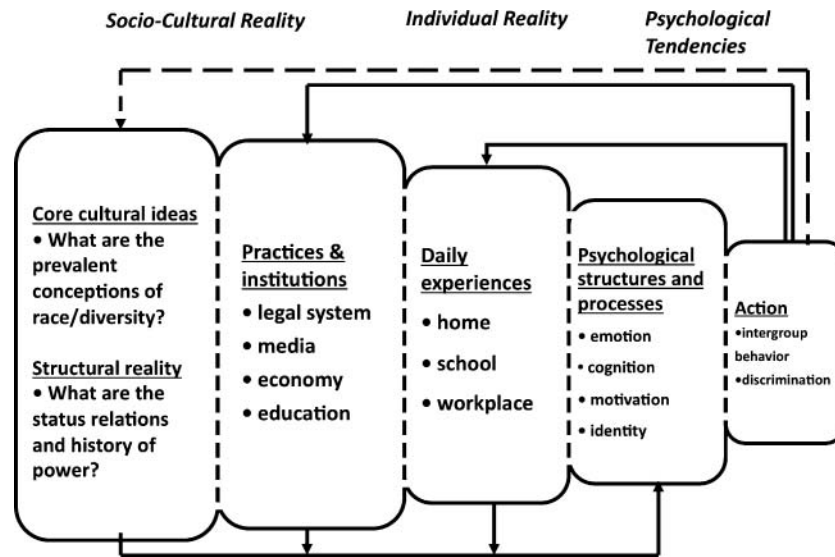 Socio-Cultural Reality
Individual Reality
Psychological
Tendencies
Core cultural ideas
• What are the
prevalent
conceptions of
race/diversity?
Structural reality
• What are the
status relations
and history of
power?
Practices &
institutions
• legal system
• media
• economy
• education
Daily
experiences
• home
• school
• workplace
Psychological
structures and
processes
• emotion
• cognition
• motivation
• identity
Action
•intergroup
behavior
•discrimination